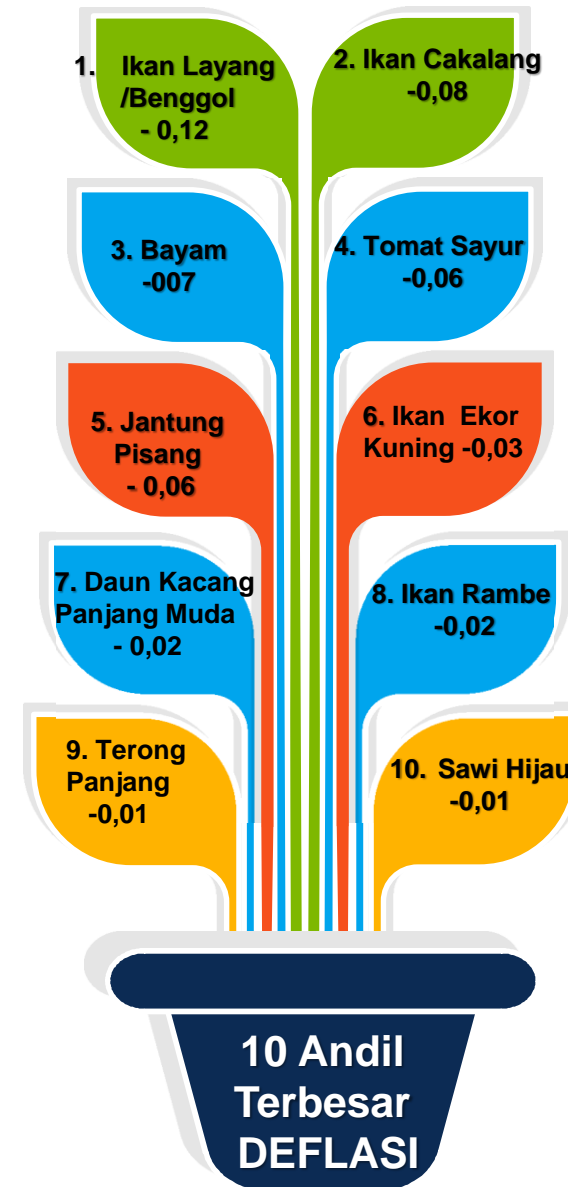 1. Ikan Layang
/Benggol
- 0,12
2. Ikan Cakalang
-0,08
3. Bayam
-007
4. Tomat Sayur
-0,06
5. Jantung
Pisang
- 0,06
6. Ikan Ekor
Kuning -0,03
7. Daun Kacang
Panjang Muda
- 0,02
8. Ikan Rambe
-0,02
9. Terong
Panjang
-0,01
10. Sawi Hijau
-0,01
10 Andil
Terbesar
DEFLASI